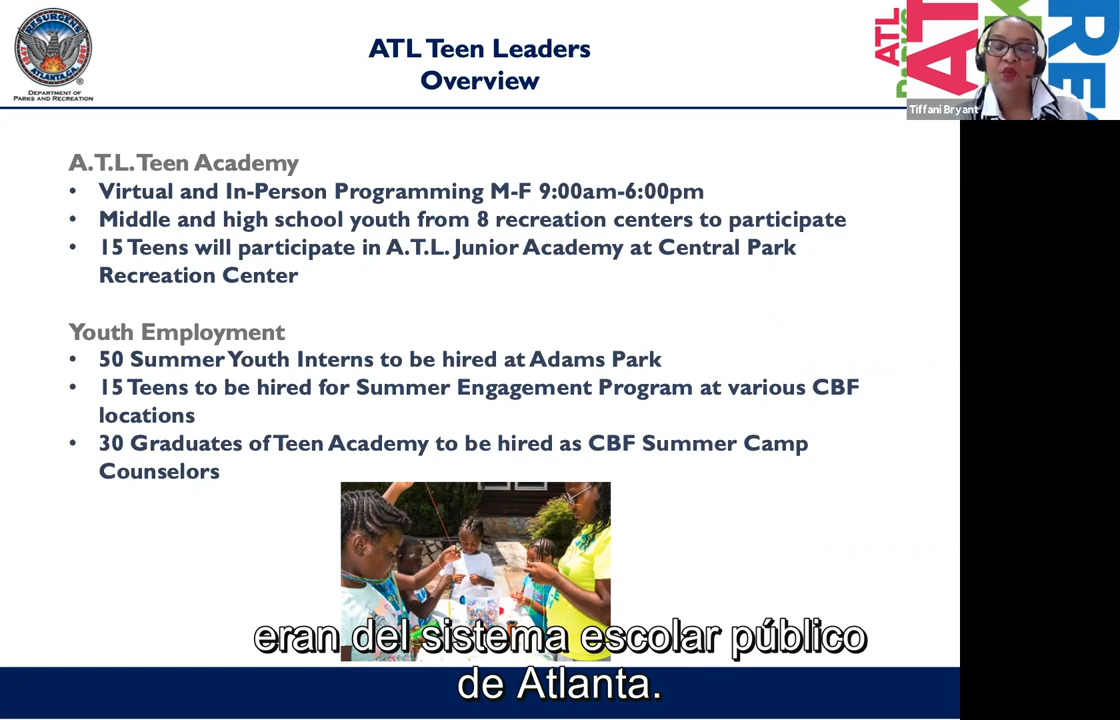 RESURGENS
1847 1865
ATLANTA, GA.
DEPARTMENT OF
PARKS AND RECREATION
ATL Teen Leaders
Overview
ATL
Tiffani Bryant
A.T.L. Teen Academy
• Virtual and In-Person Programming M-F 9:00am-6:00pm
• Middle and high school youth from 8 recreation centers to participate
• 15 Teens will participate in A.T.L. Junior Academy at Central Park
Recreation Center
Youth Employment
• 50 Summer Youth Interns to be hired at Adams Park
• 15 Teens to be hired for Summer Engagement Program at various CBF
locations
• 30 Graduates of Teen Academy to be hired as CBF Summer Camp
Counselors
eran del sistema escolar público
de Atlanta.